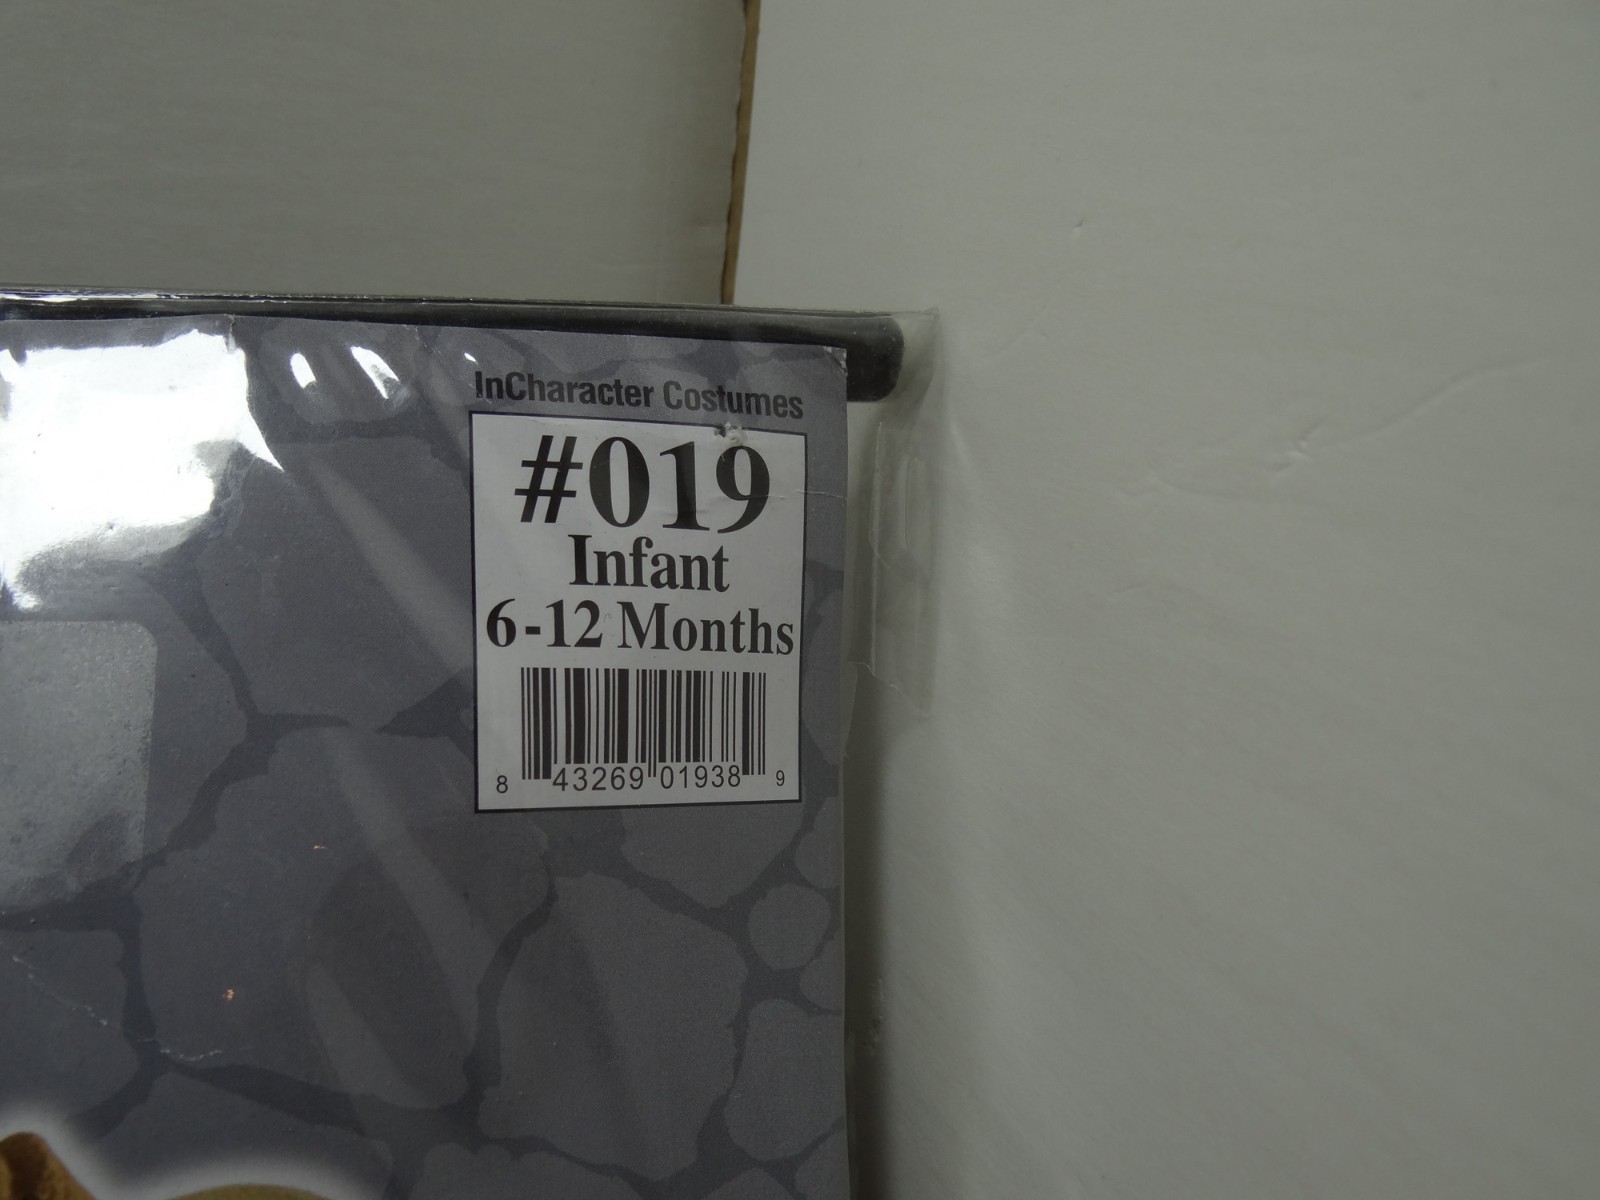 InCharacter Costumes
#019
Infant
6-12 Months
8 43269 01938 9